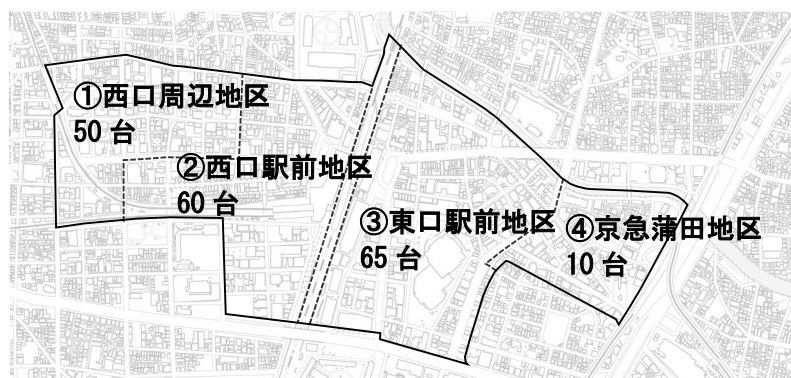 ①西口周辺地区
50 台
②西口駅前地区
60 台
③東口駅前地区
65 台
④京急蒲田地区
10 台